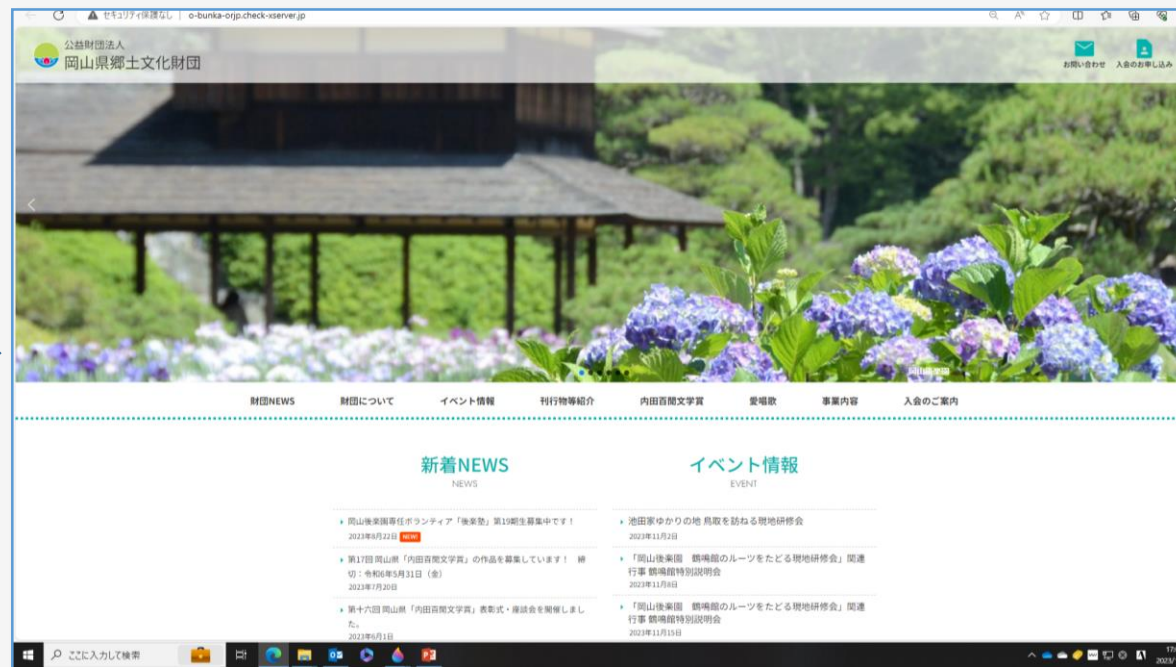 セキュリティ保護なし | o-bunka-orjp.check-xserver.jp
公益財団法人
岡山県郷土文化財団
お問い合わせ 入会のお申し込み
岡山後楽園
財団NEWS 財団について イベント情報 刊行物等紹介 内田百閒文学賞 愛唱歌 事業内容 入会のご案内
新着NEWS
NEWS
岡山後楽園専任ボランティア「後楽塾」第19期生募集中です！
2023年8月22日 NEW!
第17回 岡山県「内田百閒文学賞」の作品を募集しています！ 締
切：令和6年5月31日（金）
2023年7月20日
第十六回 岡山県「内田百閒文学賞」表彰式・座談会を開催しまし
た。
2023年6月1日
イベント情報
EVENT
池田家ゆかりの地 鳥取を訪ねる現地研修会
2023年11月2日
「岡山後楽園 鶴鳴館のルーツをたどる現地研修会」関連
行事 鶴鳴館特別説明会
2023年11月8日
「岡山後楽園 鶴鳴館のルーツをたどる現地研修会」関連
行事 鶴鳴館特別説明会
2023年11月15日
ここに入力して検索